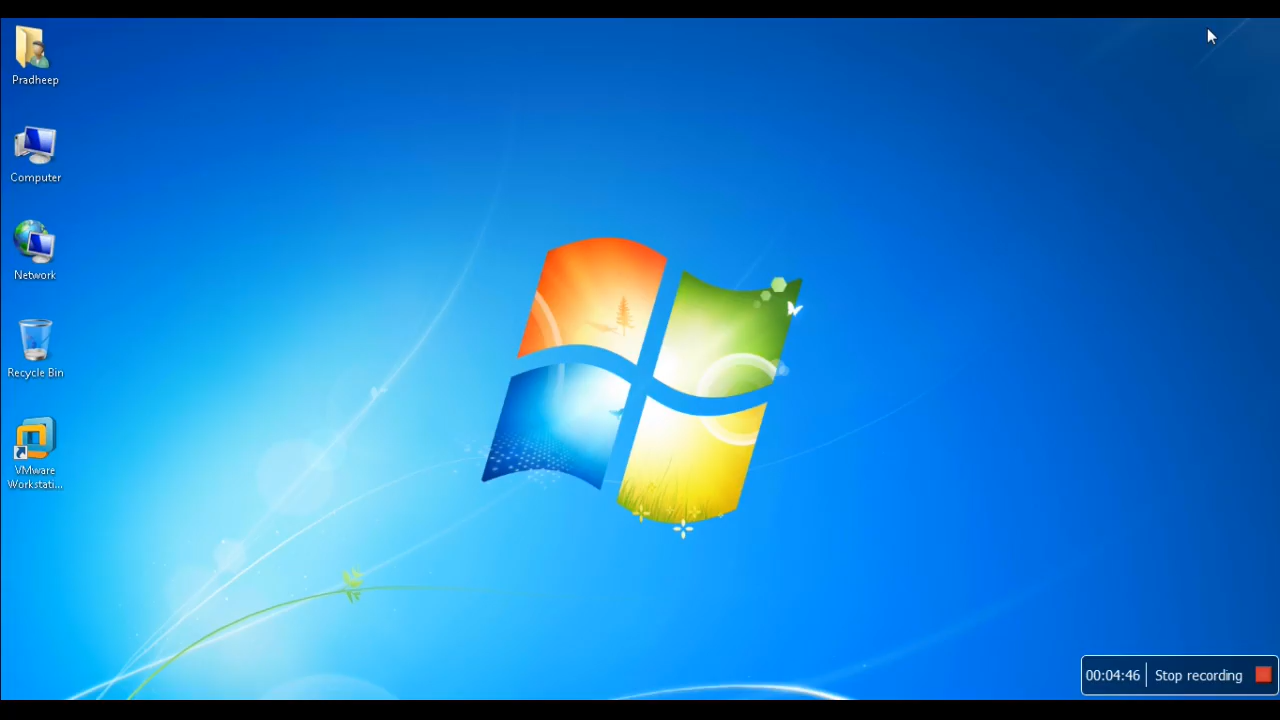 Pradheep
Computer
Network
Recycle Bin
VMware
Workstati...
00:04:46 Stop recording